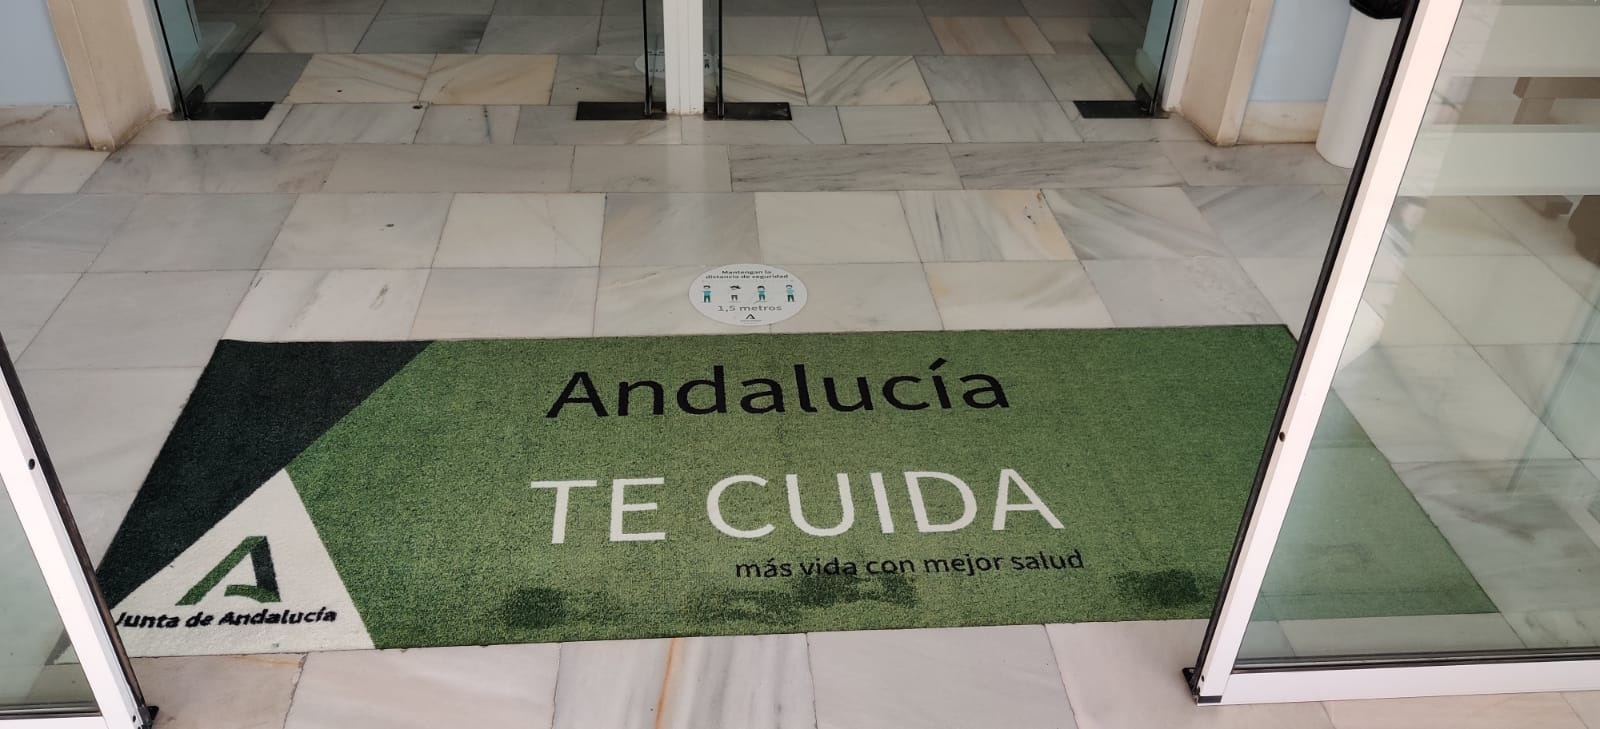 Mantengan la
distancia de seguridad
1,5 metros
Andalucía
TE CUIDA
más vida con mejor salud
Junta de Andalucía